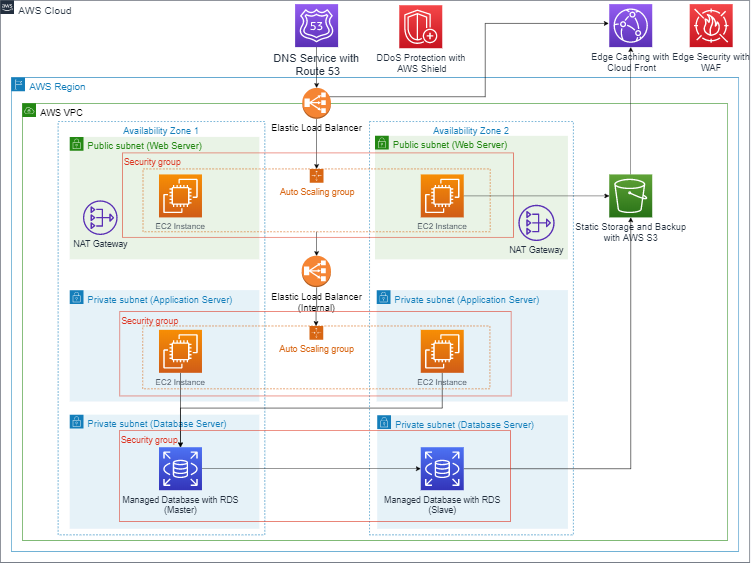 aws
AWS Cloud
53
DNS Service with
Route 53
DDoS Protection with
AWS Shield
Edge Caching with
Cloud Front
Edge Security with
WAF
AWS Region
AWS VPC
Elastic Load Balancer
Availability Zone 1
Availability Zone 2
Public subnet (Web Server)
Public subnet (Web Server)
Security group
Auto Scaling group
EC2 Instance
EC2 Instance
NAT Gateway
NAT Gateway
Static Storage and Backup
with AWS S3
Elastic Load Balancer
(Internal)
Private subnet (Application Server)
Private subnet (Application Server)
Security group
Auto Scaling group
EC2 Instance
EC2 Instance
Private subnet (Database Server)
Private subnet (Database Server)
Security group
Managed Database with RDS
(Master)
Managed Database with RDS
(Slave)